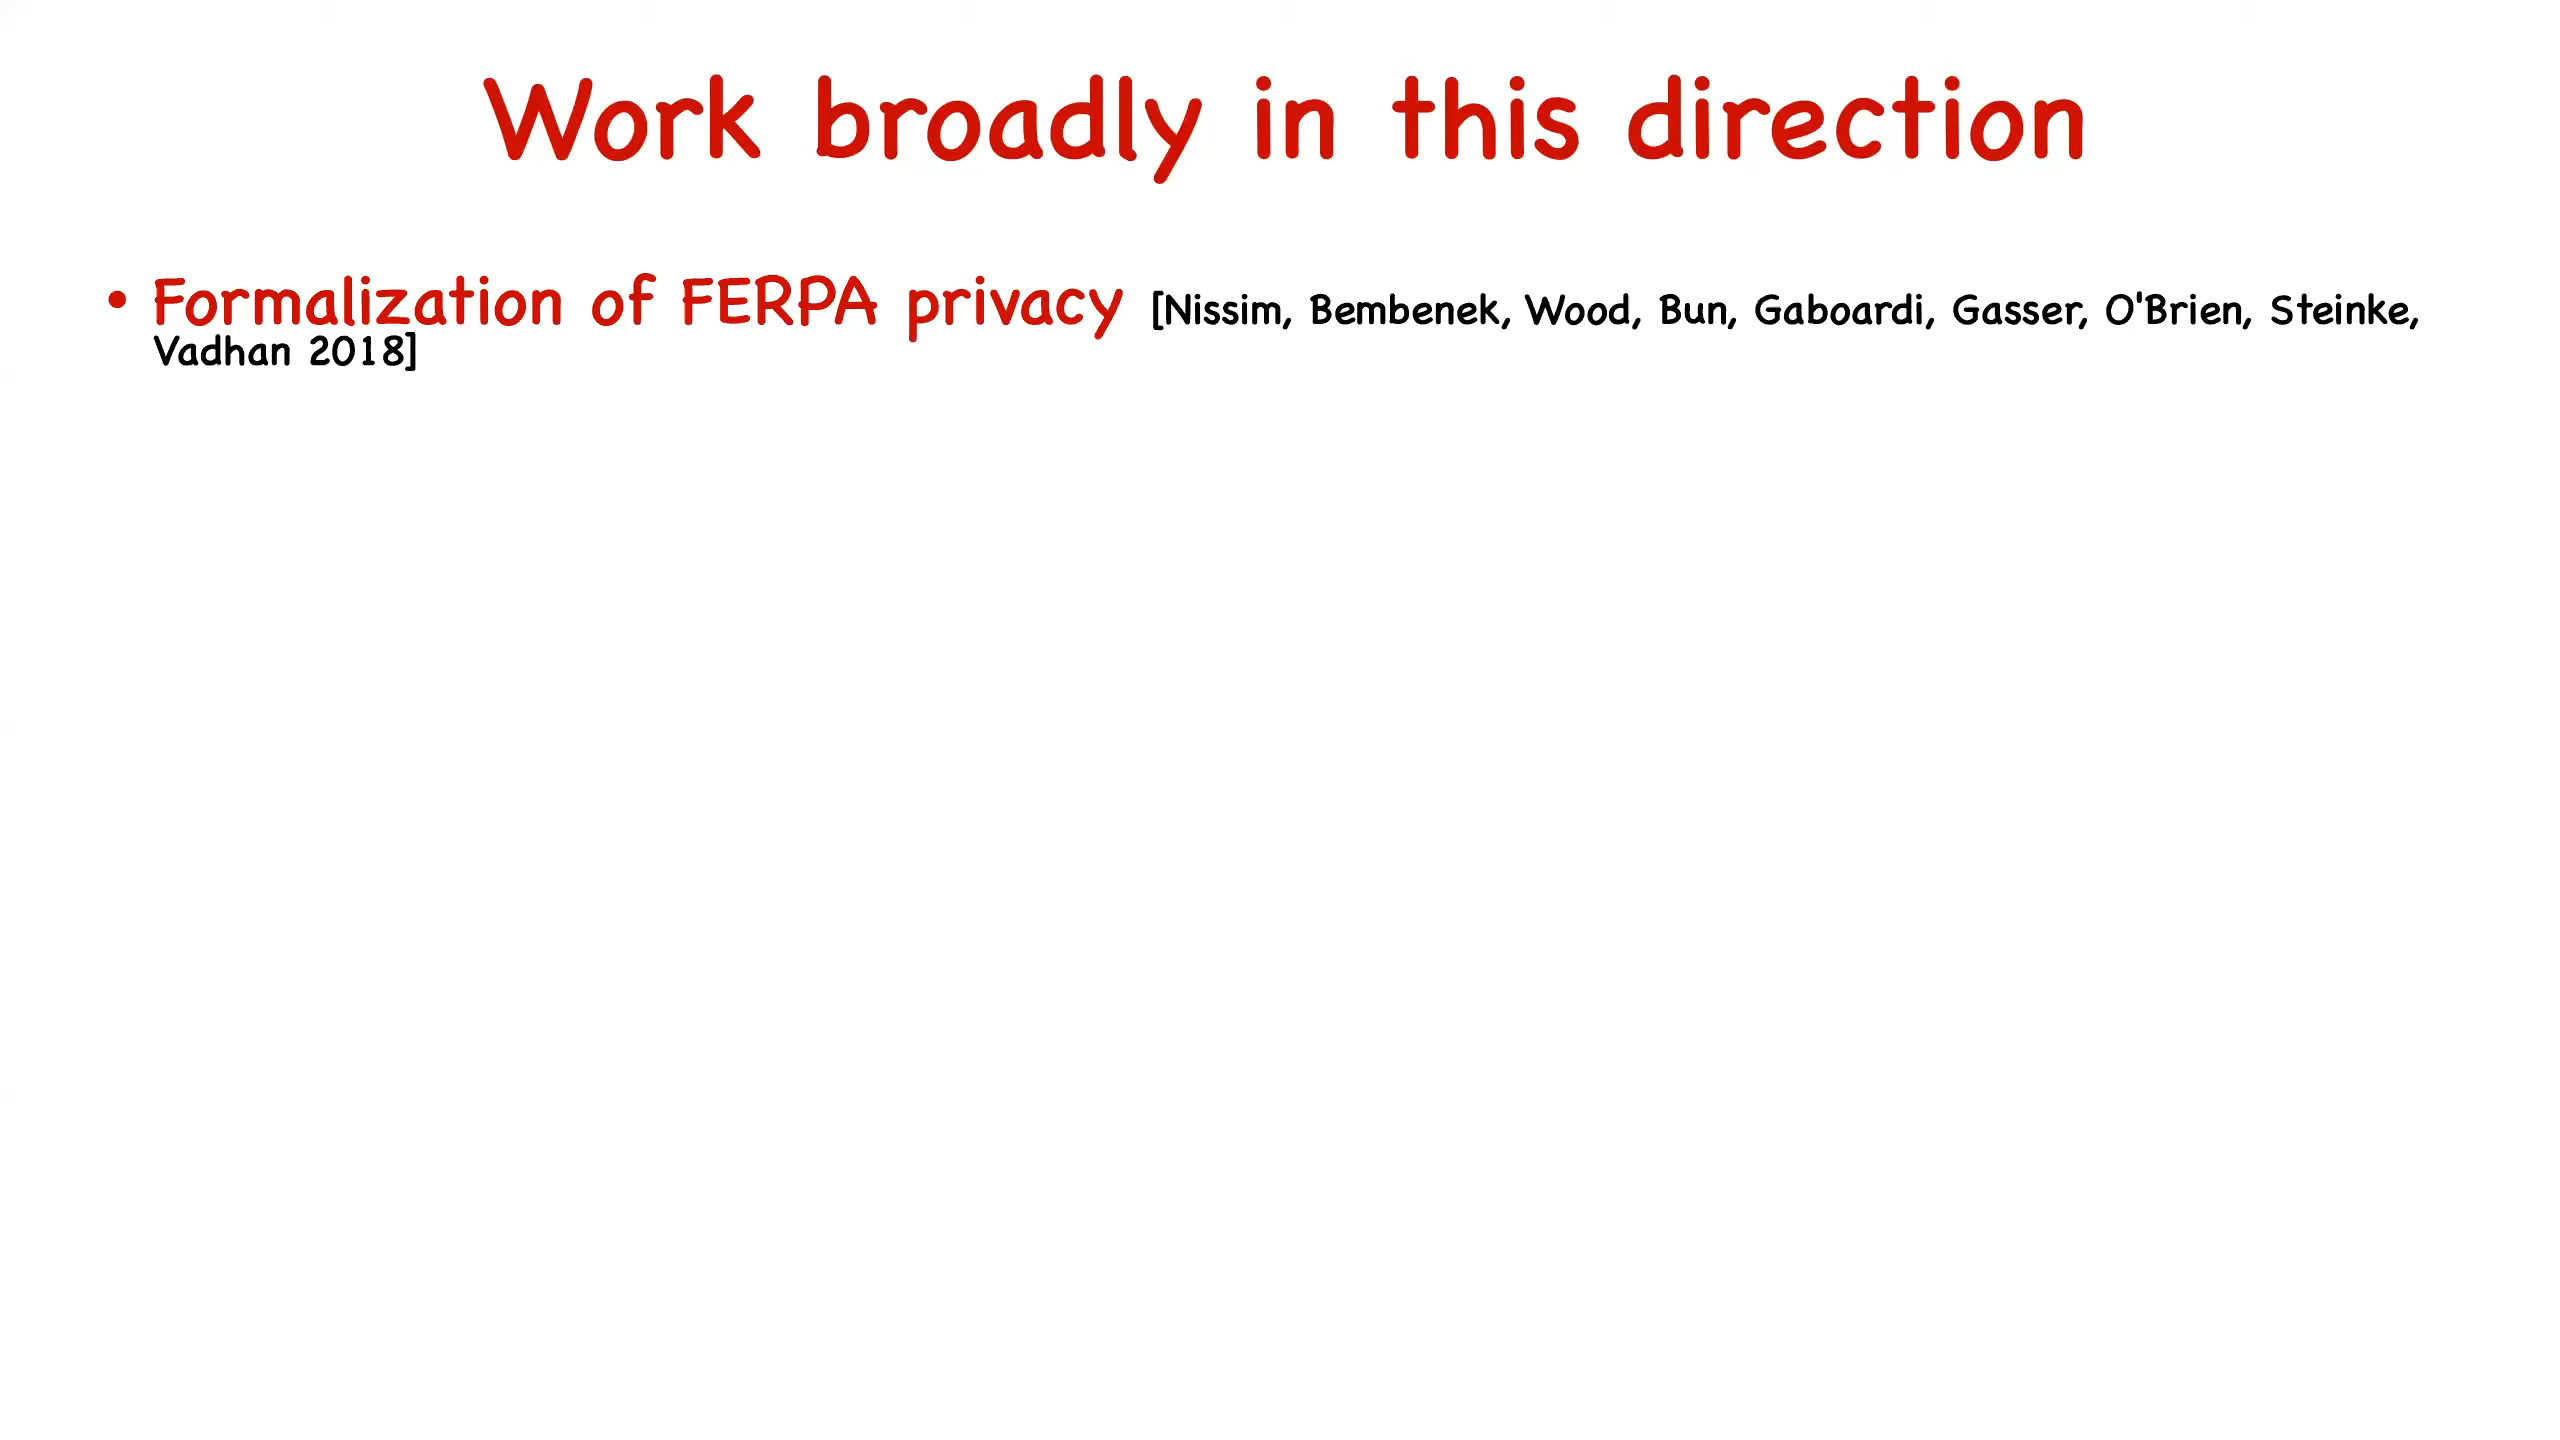 Work broadly in this direction
• Formalization of FERPA privacy [Nissim, Bembenek, Wood, Bun, Gaboardi, Gasser, O'Brien, Steinke,
Vadhan 2018]